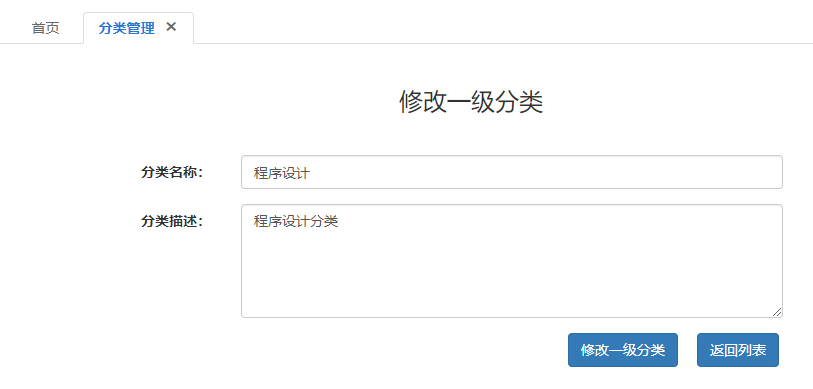 首页 分类管理 ×
修改一级分类
分类名称： 程序设计
分类描述： 程序设计分类
修改一级分类 返回列表